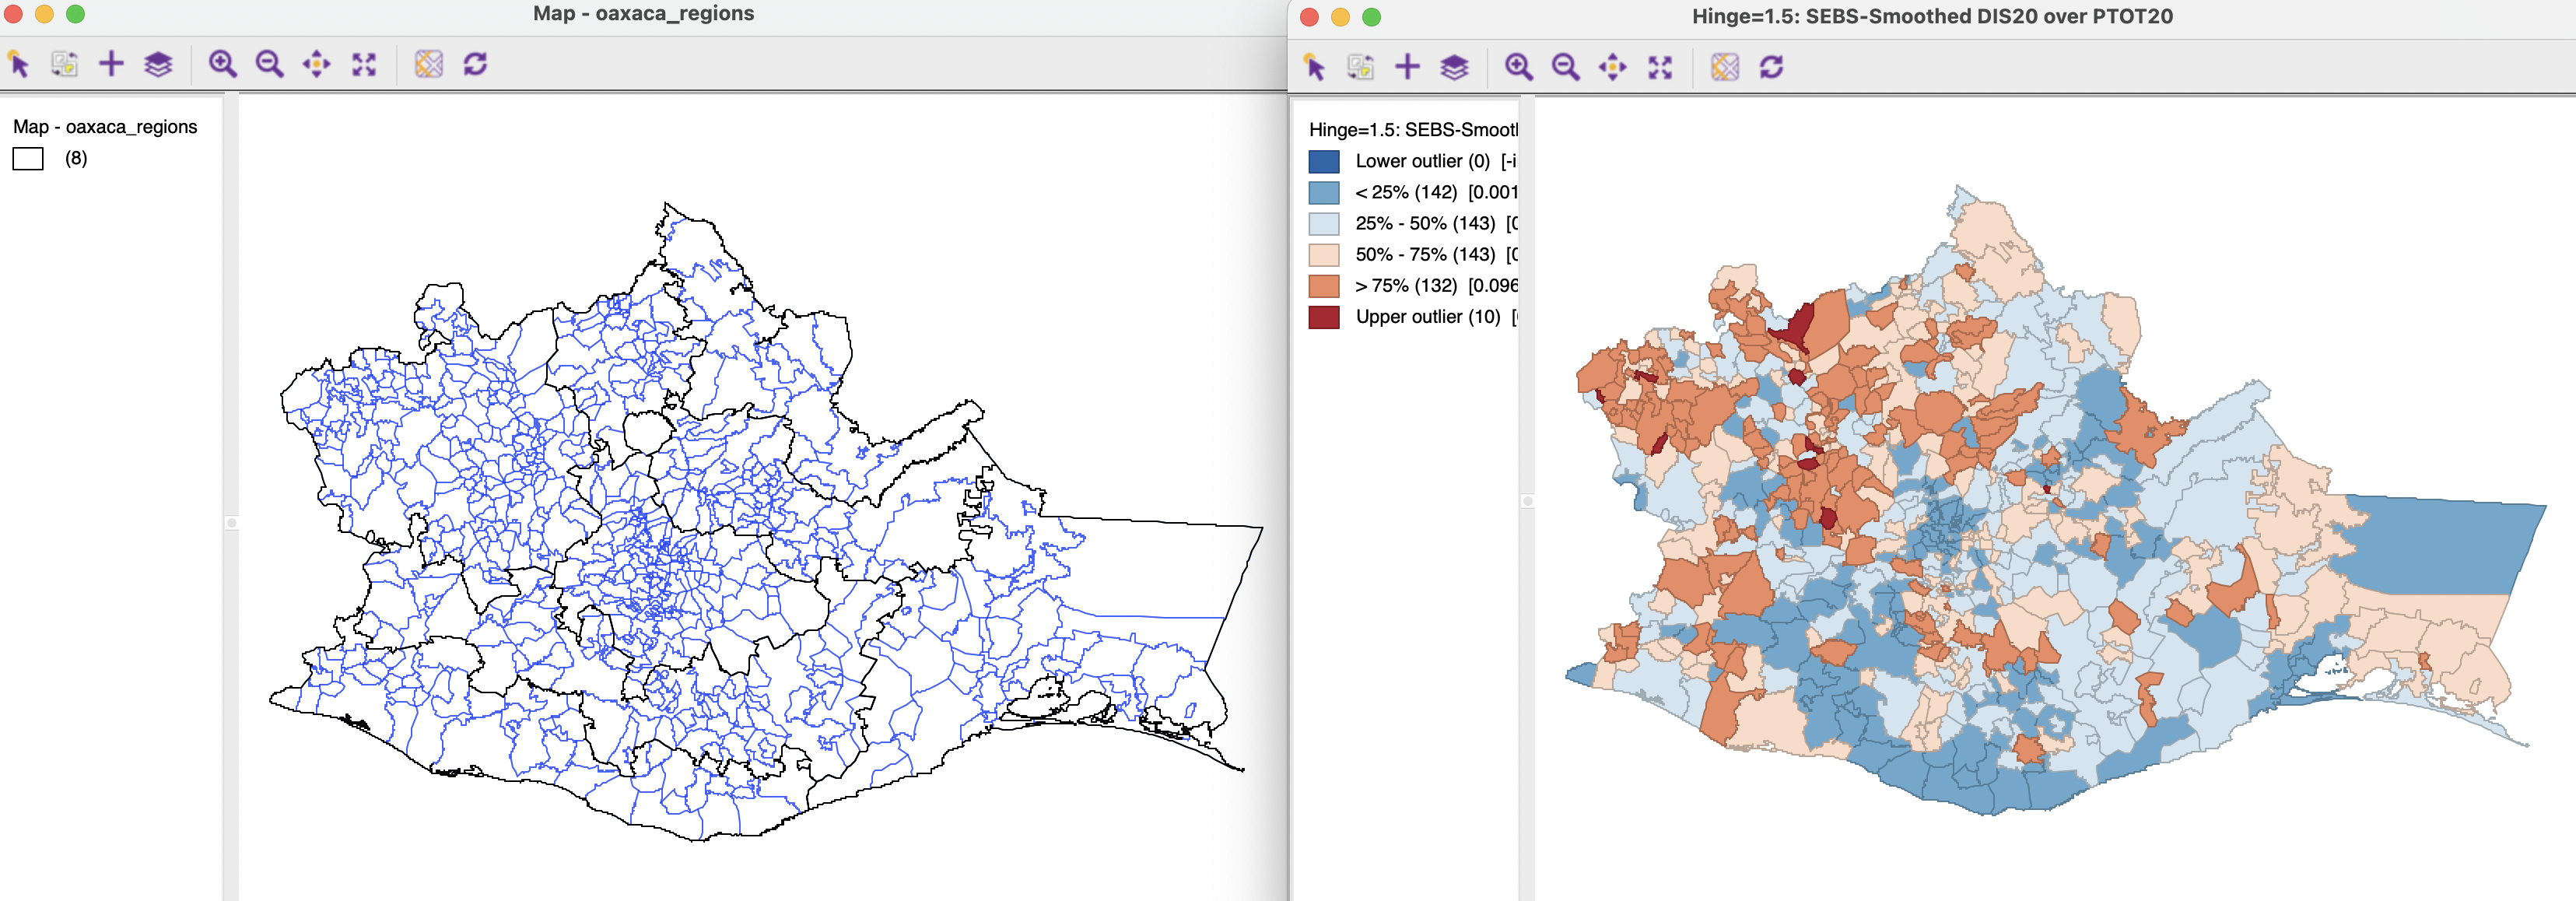 Map - oaxaca_regions
Map - oaxaca_regions
(8)
Hinge=1.5: SEBS-Smoothed DIS20 over PTOT20
Hinge=1.5: SEBS-Smootl
Lower outlier (0) [-i
< 25% (142) [0.001
25% - 50% (143) [0
50% - 75% (143) [0
> 75% (132) [0.096
Upper outlier (10) [